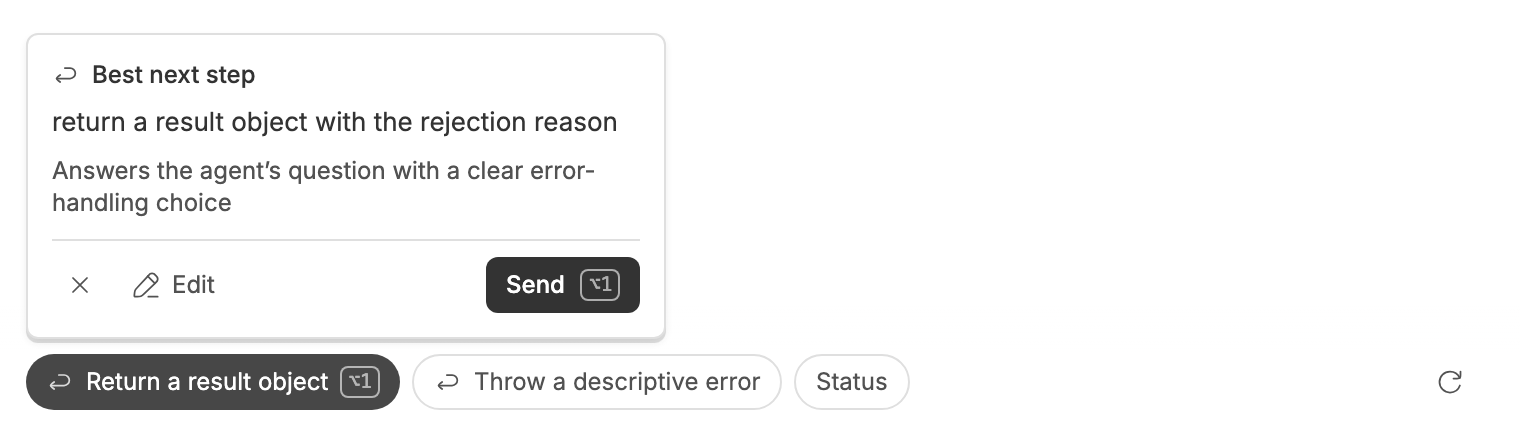 Best next step
return a result object with the rejection reason
Answers the agent’s question with a clear error-
handling choice
Edit
Send ⌥1
Return a result object ⌥1
Throw a descriptive error
Status